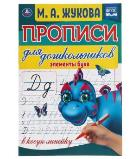 М. А. ЖУКОВА
ПРОПИСИ
для дошкольников
элементы букв
Д д
в косую линейку